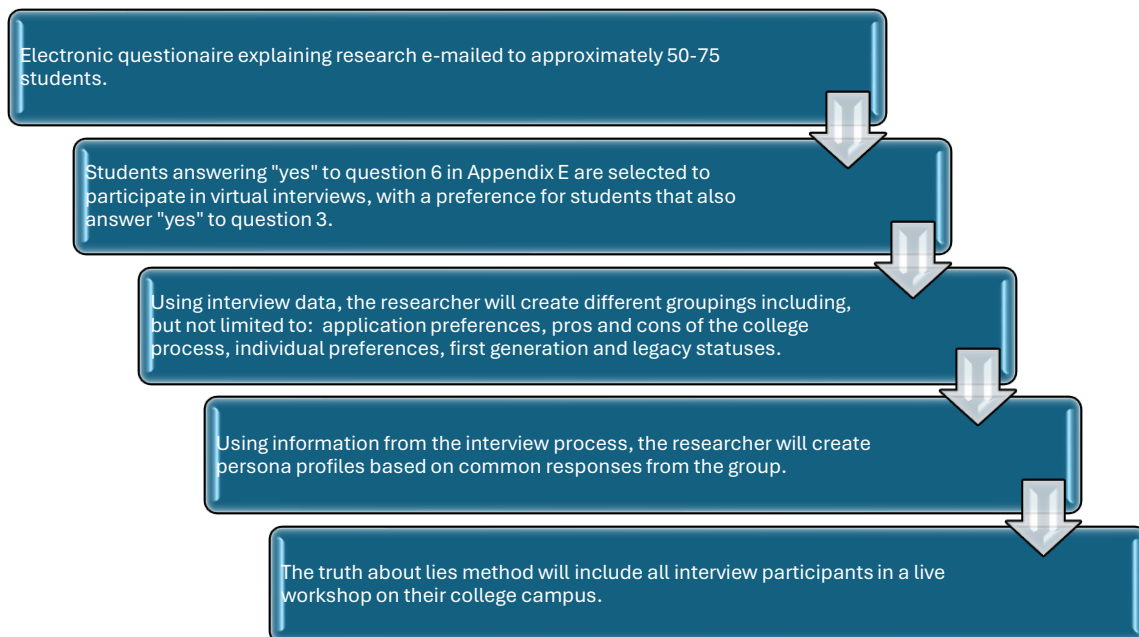 Electronic questionaire explaining research e-mailed to approximately 50-75
students.
Students answering "yes" to question 6 in Appendix E are selected to
participate in virtual interviews, with a preference for students that also
answer "yes" to question 3.
Using interview data, the researcher will create different groupings including,
but not limited to: application preferences, pros and cons of the college
process, individual preferences, first generation and legacy statuses.
Using information from the interview process, the researcher will create
persona profiles based on common responses from the group.
The truth about lies method will include all interview participants in a live
workshop on their college campus.